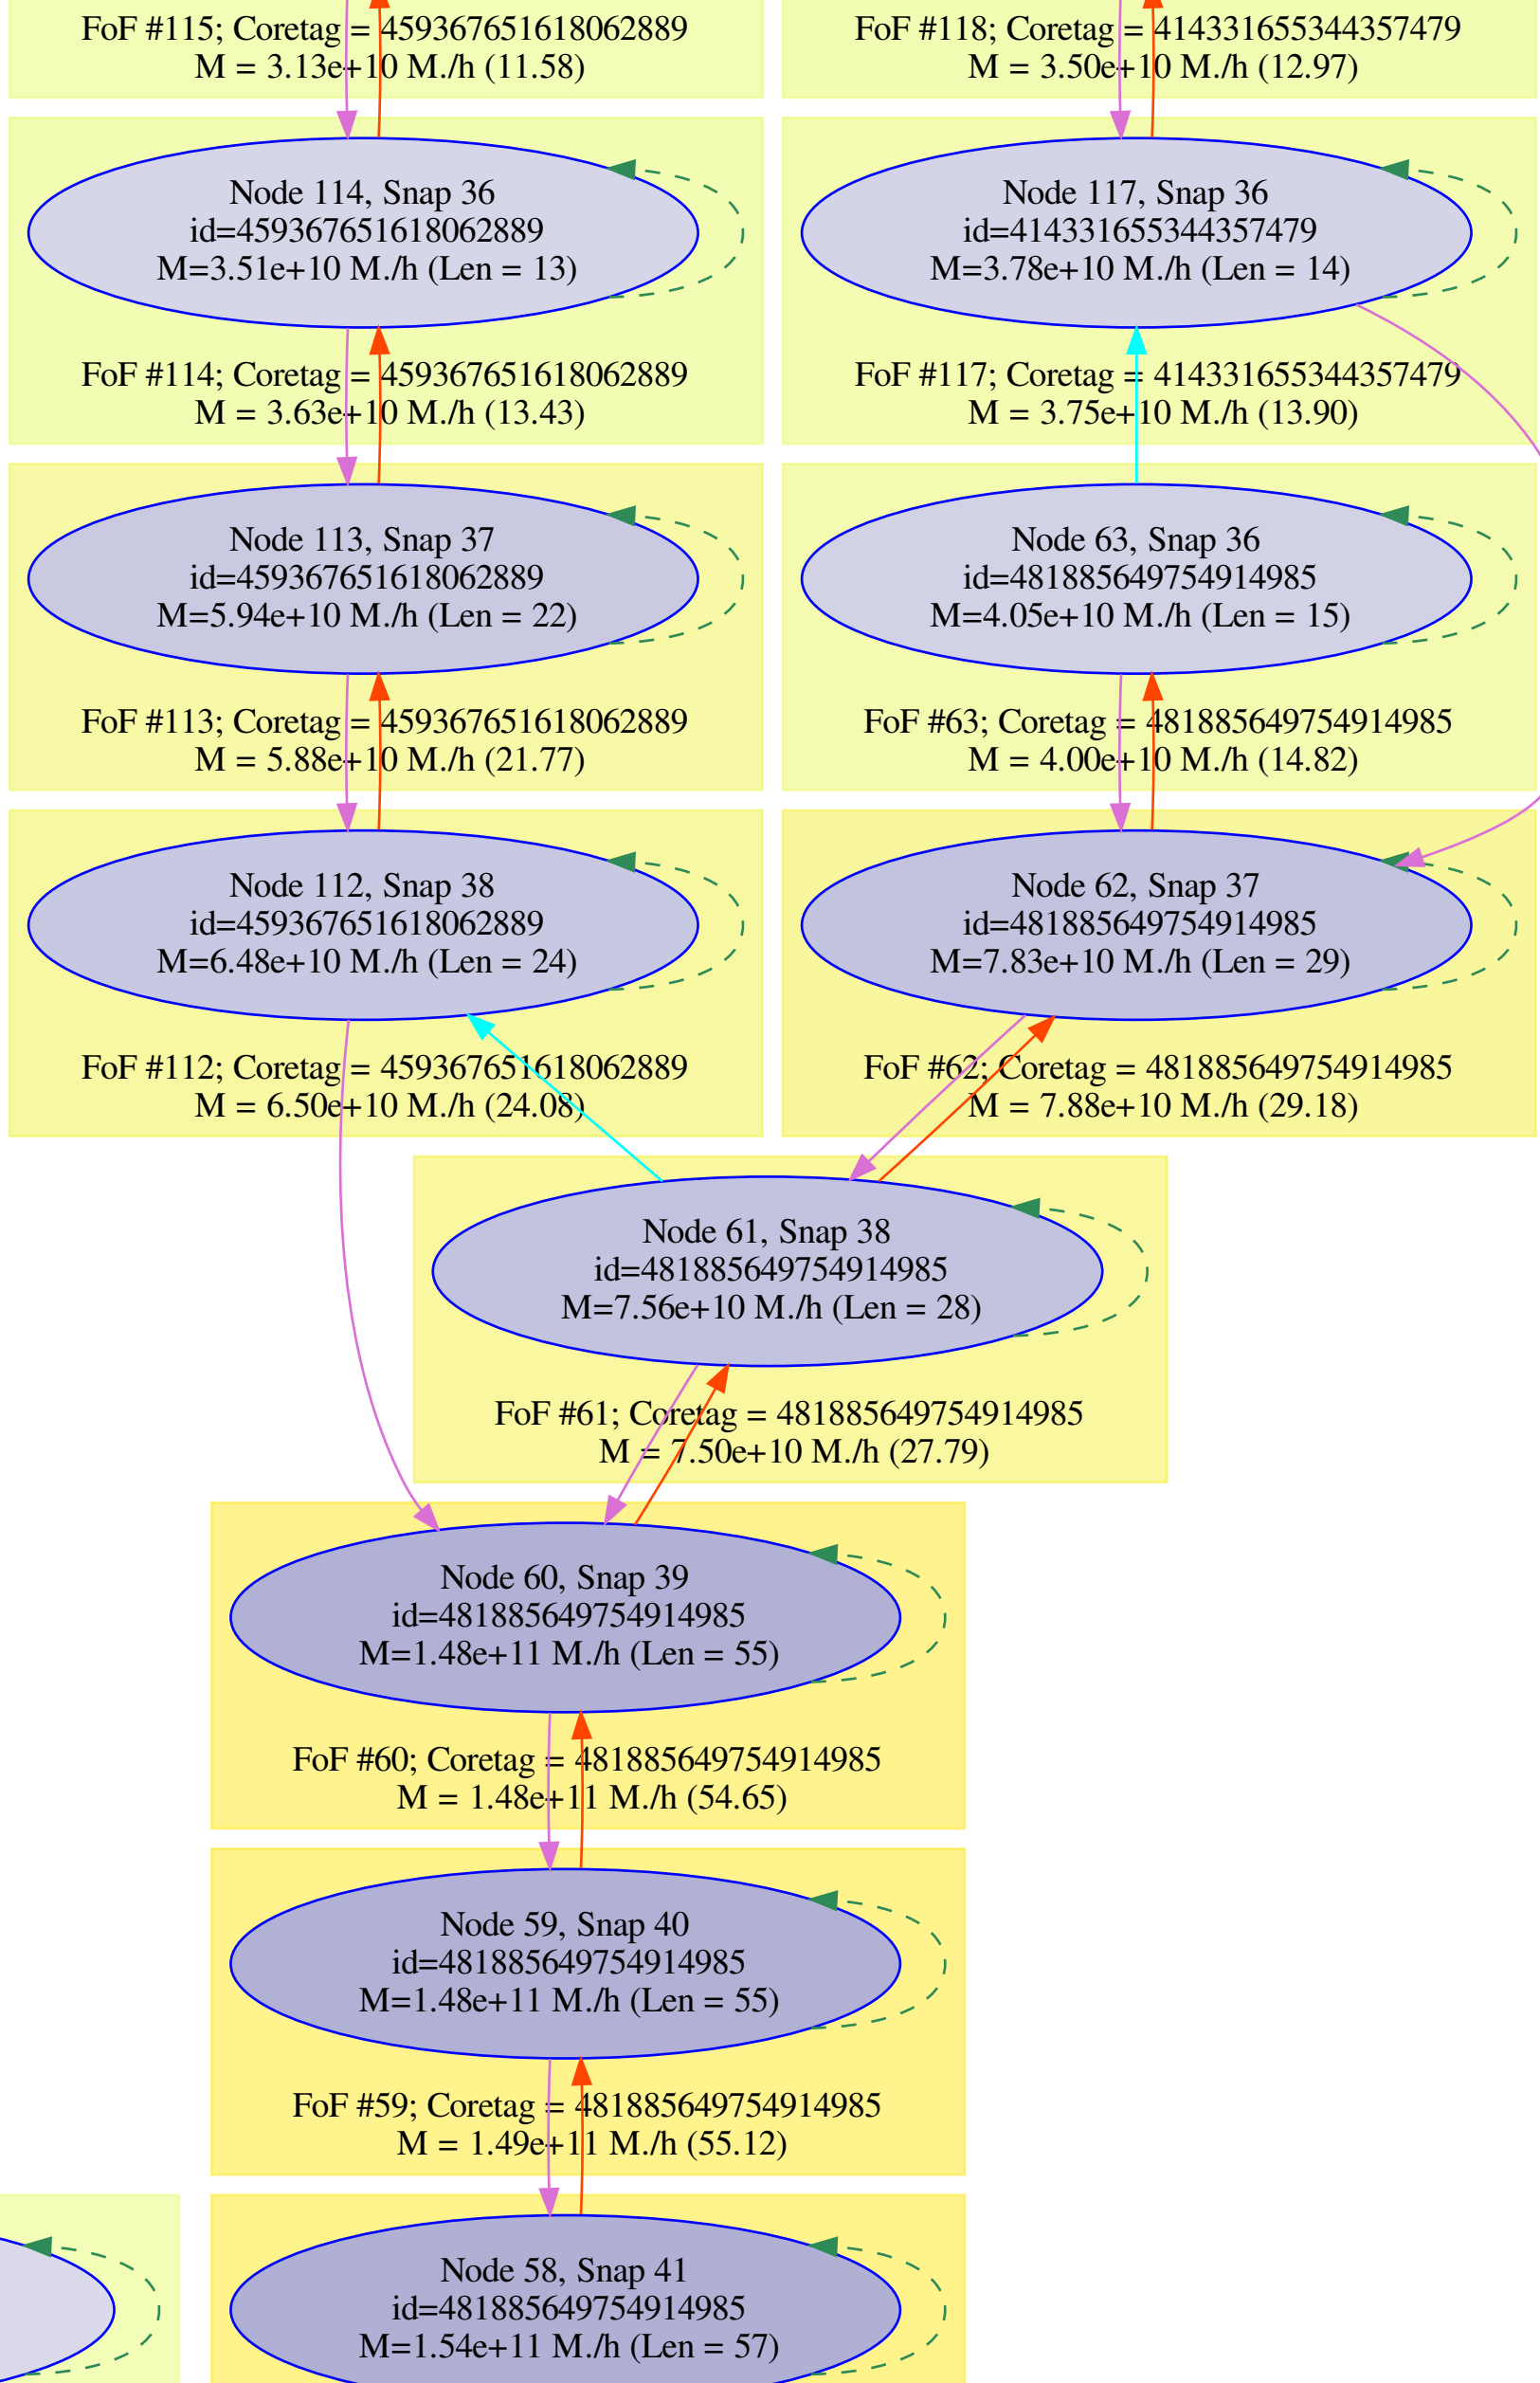 FoF #115; Coretag = 459367651618062889
M = 3.13e+10 M./h (11.58)
FoF #118; Coretag = 414331655344357479
M = 3.50e+10 M./h (12.97)
Node 114, Snap 36
id=459367651618062889
M=3.51e+10 M./h (Len = 13)
FoF #114; Coretag = 459367651618062889
M = 3.63e+10 M./h (13.43)
Node 117, Snap 36
id=414331655344357479
M=3.78e+10 M./h (Len = 14)
FoF #117; Coretag = 414331655344357479
M = 3.75e+10 M./h (13.90)
Node 113, Snap 37
id=459367651618062889
M=5.94e+10 M./h (Len = 22)
FoF #113; Coretag = 459367651618062889
M = 5.88e+10 M./h (21.77)
Node 63, Snap 36
id=481885649754914985
M=4.05e+10 M./h (Len = 15)
FoF #63; Coretag = 481885649754914985
M = 4.00e+10 M./h (14.82)
Node 112, Snap 38
id=459367651618062889
M=6.48e+10 M./h (Len = 24)
FoF #112; Coretag = 459367651618062889
M = 6.50e+10 M./h (24.08)
Node 62, Snap 37
id=481885649754914985
M=7.83e+10 M./h (Len = 29)
FoF #62; Coretag = 481885649754914985
M = 7.88e+10 M./h (29.18)
Node 61, Snap 38
id=481885649754914985
M=7.56e+10 M./h (Len = 28)
FoF #61; Coretag = 481885649754914985
M = 7.50e+10 M./h (27.79)
Node 60, Snap 39
id=481885649754914985
M=1.48e+11 M./h (Len = 55)
FoF #60; Coretag = 481885649754914985
M = 1.48e+11 M./h (54.65)
Node 59, Snap 40
id=481885649754914985
M=1.48e+11 M./h (Len = 55)
FoF #59; Coretag = 481885649754914985
M = 1.49e+11 M./h (55.12)
Node 58, Snap 41
id=481885649754914985
M=1.54e+11 M./h (Len = 57)